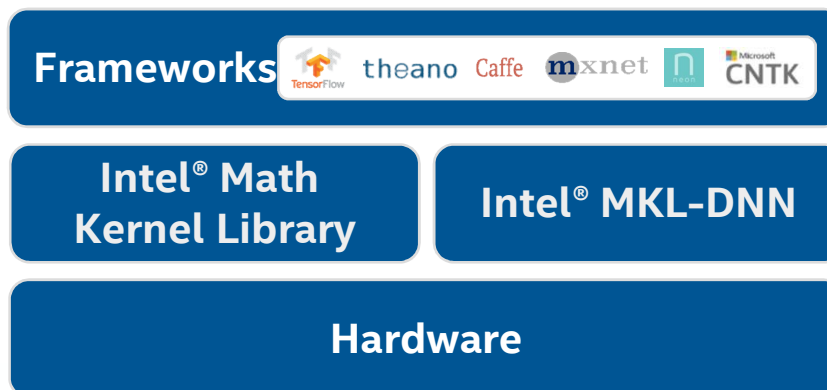 Frameworks
TensorFlow theano Caffe mxnet n neon Microsoft CNTK
Intel® Math
Kernel Library
Intel® MKL-DNN
Hardware